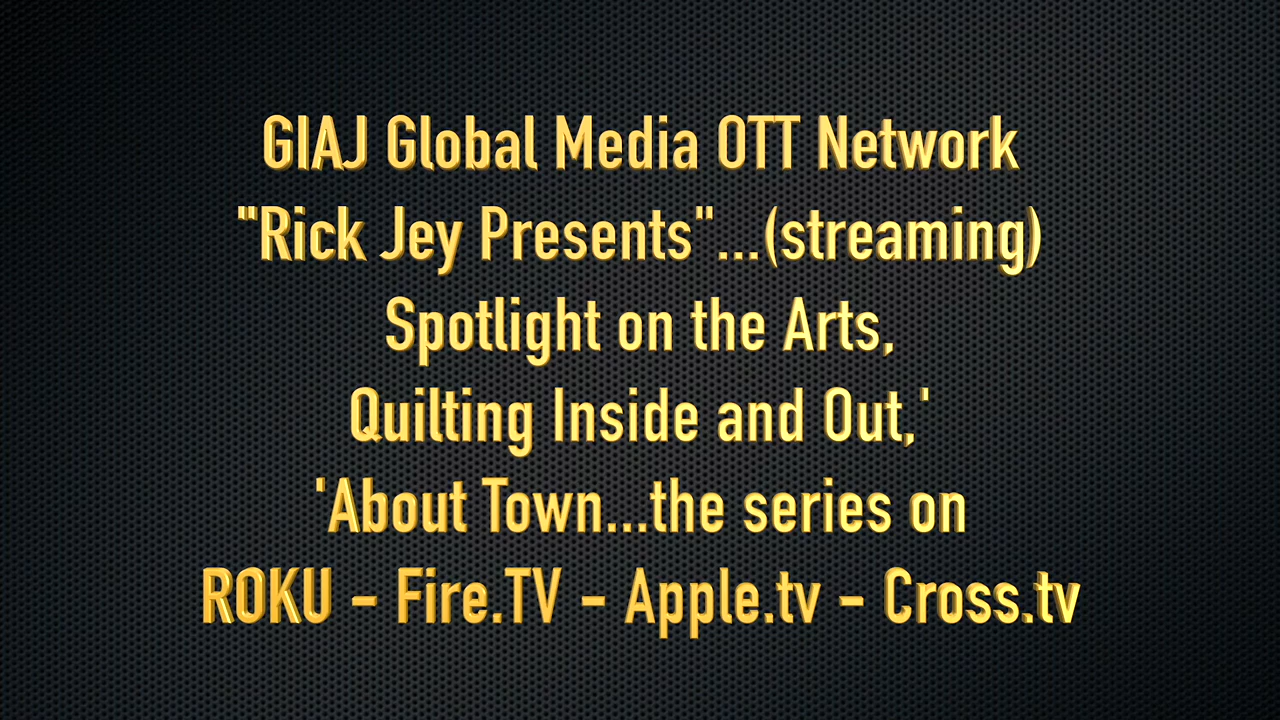 GIAJ Global Media OTT Network
"Rick Jey Presents"...(streaming)
Spotlight on the Arts,
Quilting Inside and Out,'
'About Town...the series on
ROKU - Fire.TV - Apple.tv - Cross.tv